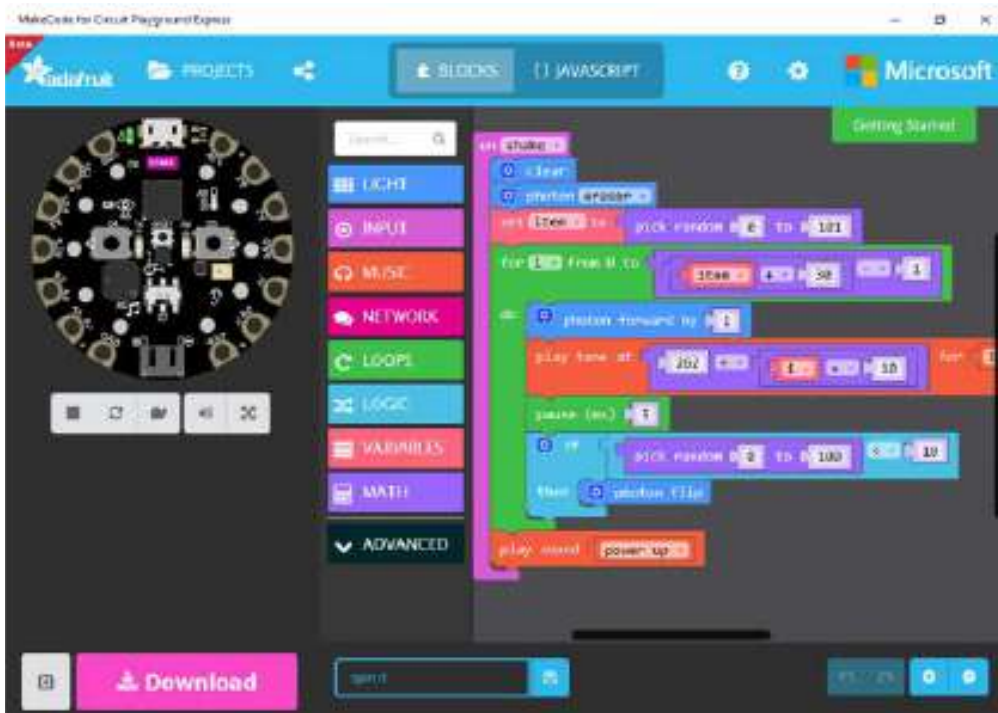 MakeCode for Circuit Playground Express
Beta
adafruit
PROJECTS
BLOCKS
{} JAVASCRIPT
?
Microsoft
Getting Started
Search...
LIGHT
INPUT
MUSIC
NETWORK
LOOPS
LOGIC
VARIABLES
MATH
ADVANCED
on shake
clear
photon eraser
set item to pick random 0 to 101
for i from 0 to item + 30 - 1
do photon forward by 1
play tone at 262 + i * 10 for
pause (ms) 1
if pick random 0 to 100 < 10
then photon flip
play sound power up
Download